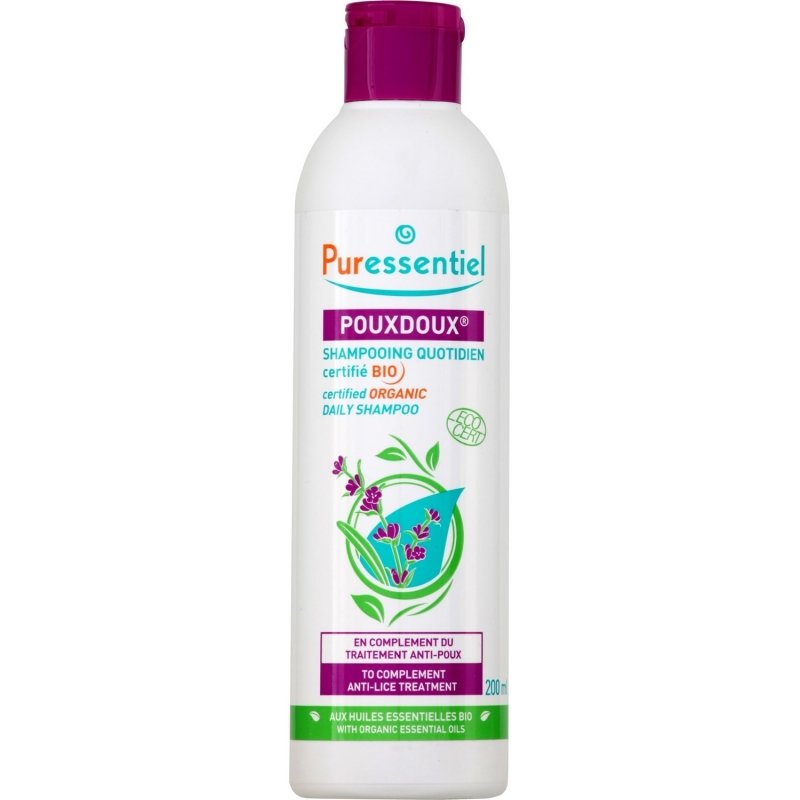 Puressentiel
POUXDOUX®
SHAMPOOING QUOTIDIEN
certifié BIO
certified ORGANIC
DAILY SHAMPOO
ECO
CERT
EN COMPLEMENT DU
TRAITEMENT ANTI-POUX
TO COMPLEMENT
ANTI-LICE TREATMENT
200 ml
AUX HUILES ESSENTIELLES BIO
WITH ORGANIC ESSENTIAL OILS